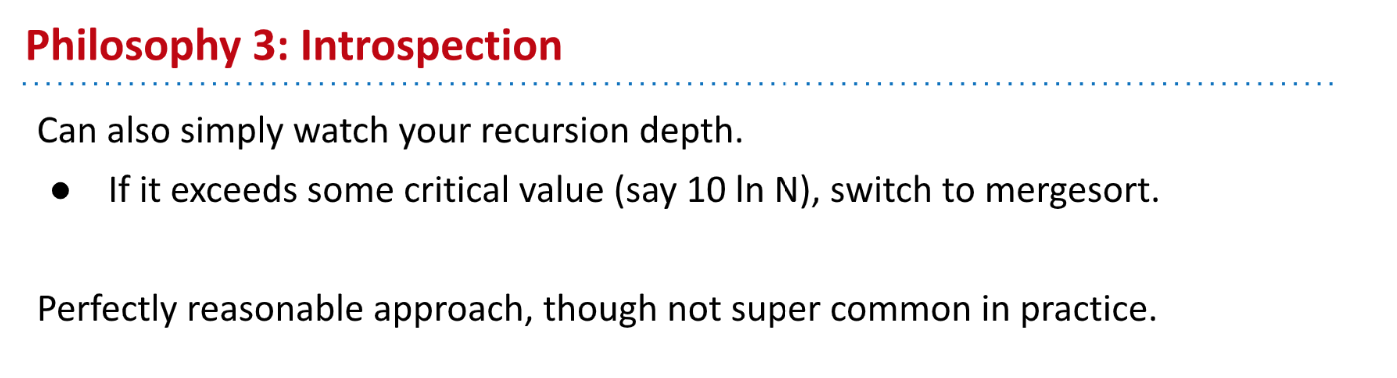 Philosophy 3: Introspection
Can also simply watch your recursion depth.
● If it exceeds some critical value (say 10 ln N), switch to mergesort.
Perfectly reasonable approach, though not super common in practice.